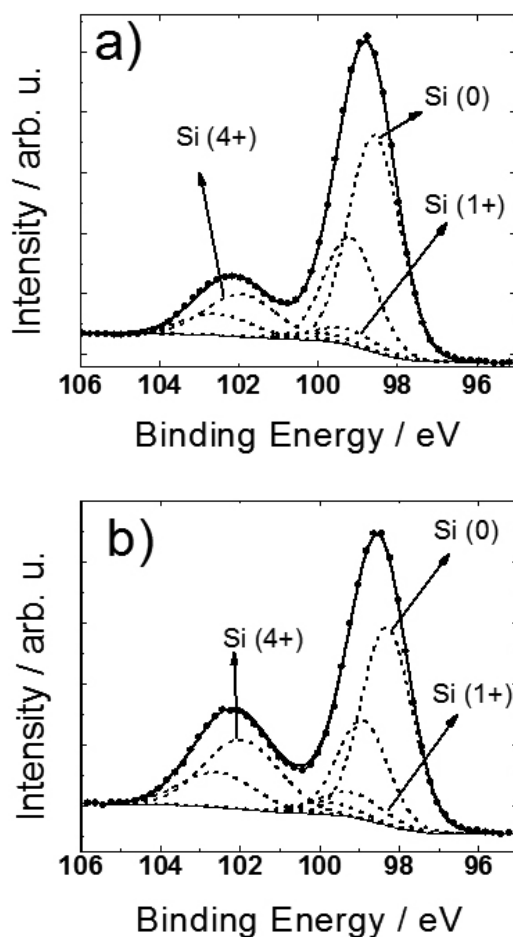 a)
Si (0)
Si (4+)
Si (1+)
Intensity / arb. u.
106 104 102 100 98 96
Binding Energy / eV
b)
Si (0)
Si (4+)
Si (1+)
Intensity / arb. u.
106 104 102 100 98 96
Binding Energy / eV